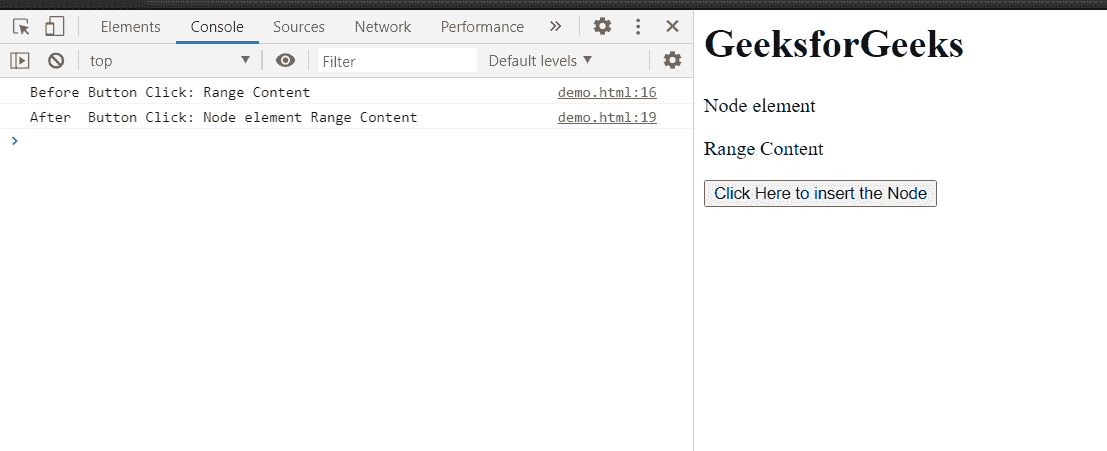 Elements Console Sources Network Performance »
top Filter Default levels
Before Button Click: Range Content demo.html:16
After  Button Click: Node element Range Content demo.html:19
GeeksforGeeks
Node element
Range Content
Click Here to insert the Node